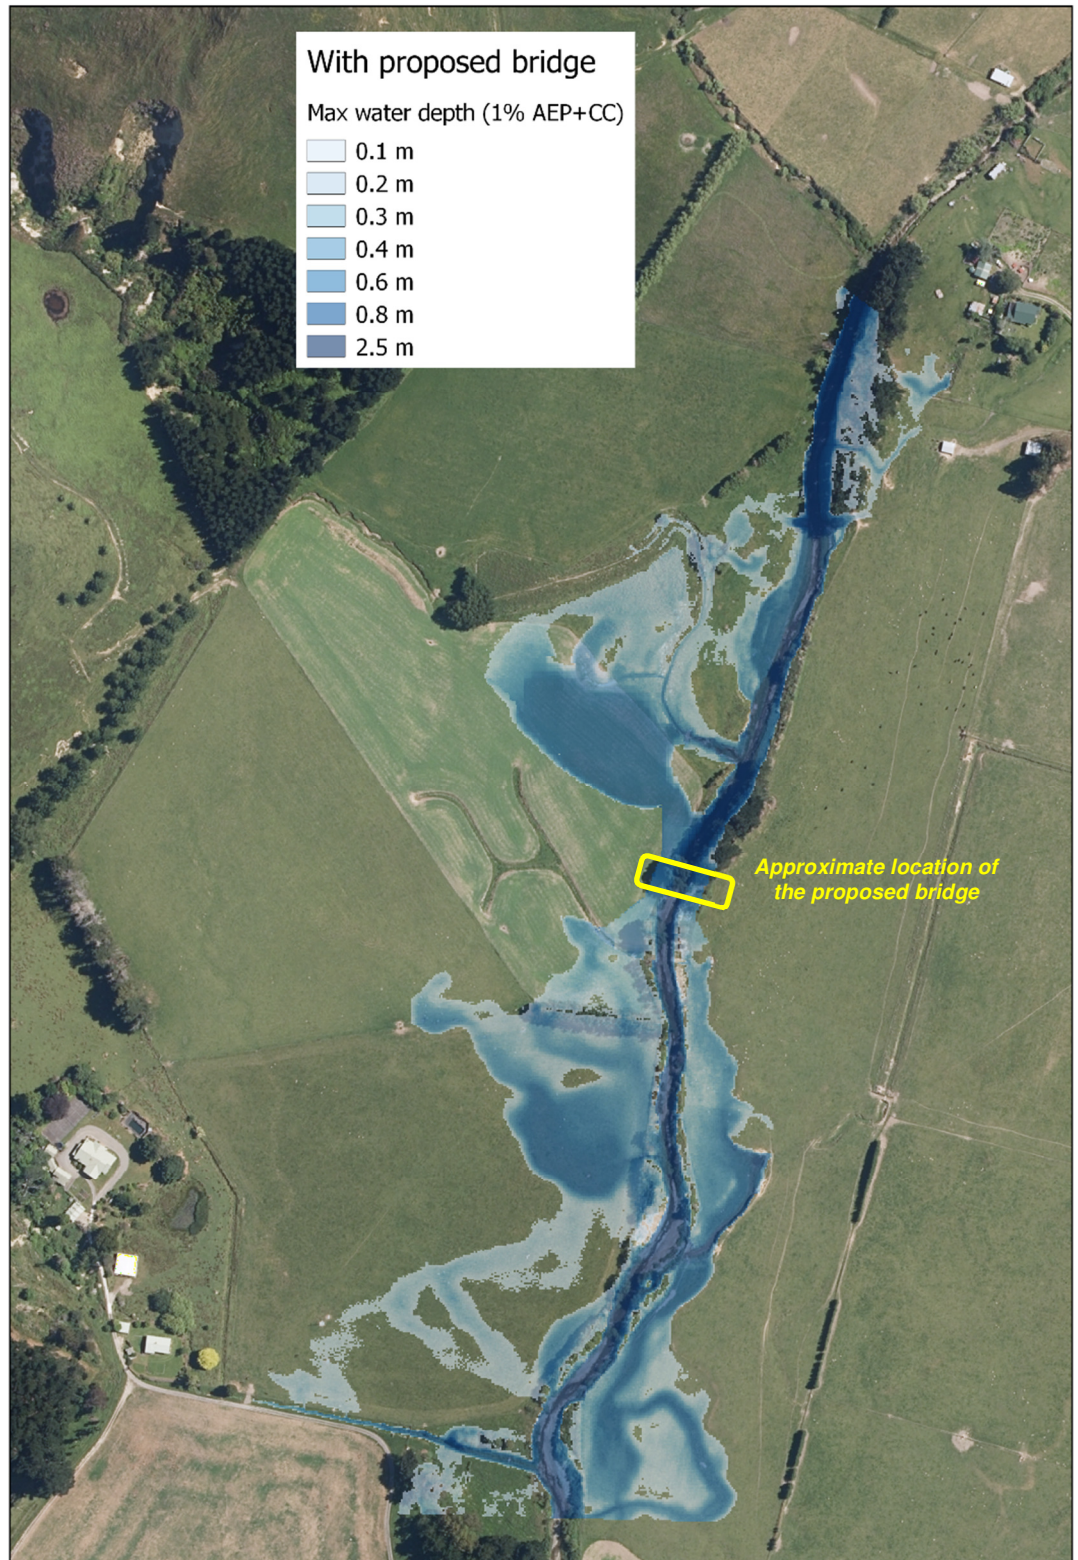 With proposed bridge
Max water depth (1% AEP+CC)
0.1 m
0.2 m
0.3 m
0.4 m
0.6 m
0.8 m
2.5 m
Approximate location of
the proposed bridge